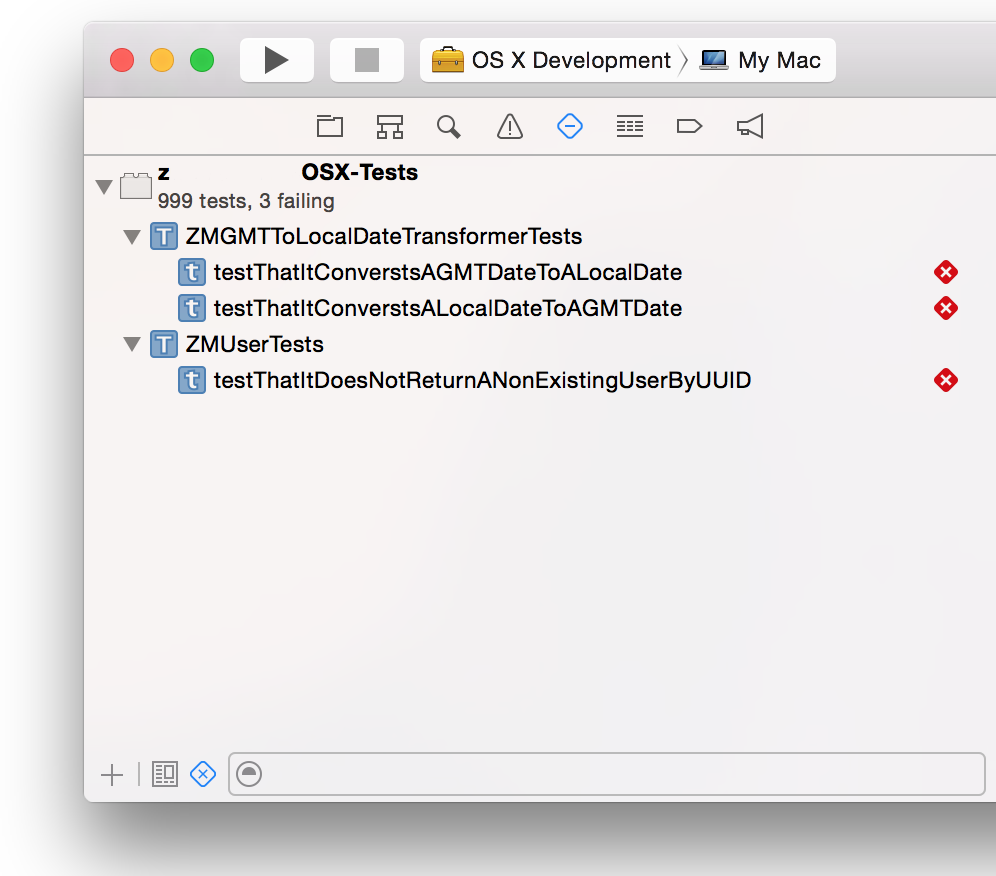 OS X Development My Mac
z OSX-Tests
999 tests, 3 failing
T ZMGMTToLocalDateTransformerTests
t testThatItConverstsAGMTDateToALocalDate
t testThatItConverstsALocalDateToAGMTDate
T ZMUserTests
t testThatItDoesNotReturnANonExistingUserByUUID